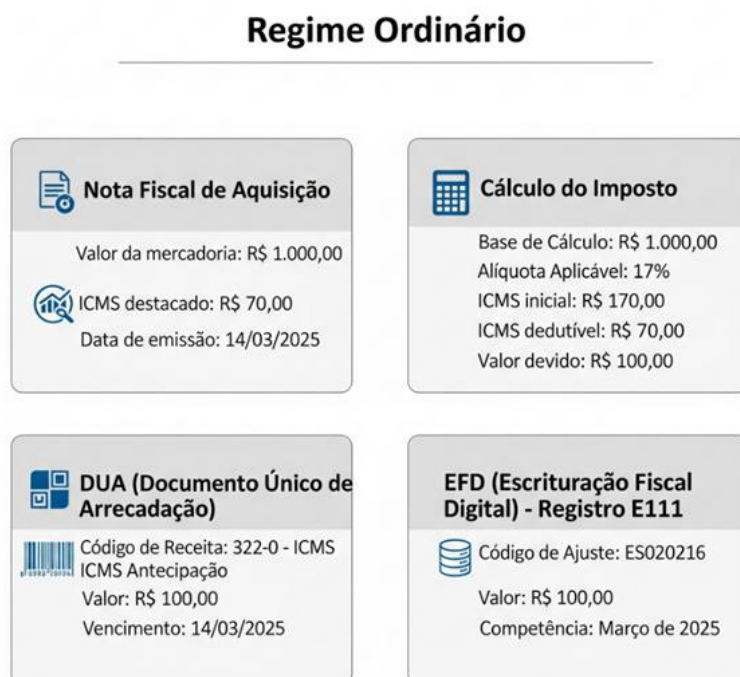 Regime Ordinário
Nota Fiscal de Aquisição
Valor da mercadoria: R$ 1.000,00
ICMS destacado: R$ 70,00
Data de emissão: 14/03/2025
Cálculo do Imposto
Base de Cálculo: R$ 1.000,00
Alíquota Aplicável: 17%
ICMS inicial: R$ 170,00
ICMS dedutível: R$ 70,00
Valor devido: R$ 100,00
DUA (Documento Único de
Arrecadação)
Código de Receita: 322-0 - ICMS
ICMS Antecipação
Valor: R$ 100,00
Vencimento: 14/03/2025
EFD (Escrituração Fiscal
Digital) - Registro E111
Código de Ajuste: ES020216
Valor: R$ 100,00
Competência: Março de 2025